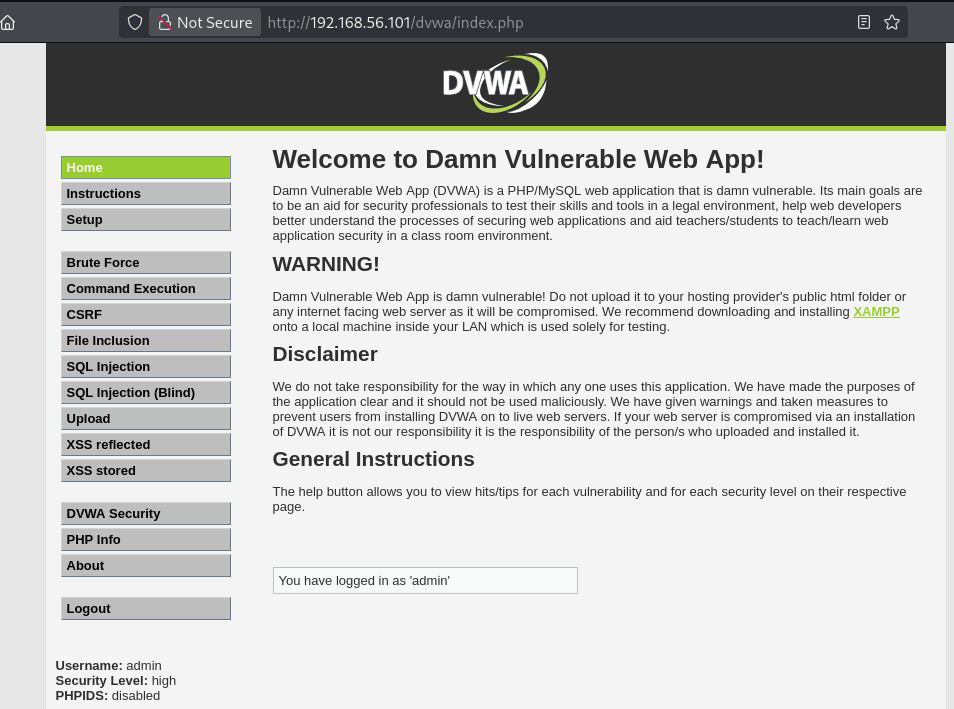 Not Secure http://192.168.56.101/dvwa/index.php
DVWA
Home
Instructions
Setup
Brute Force
Command Execution
CSRF
File Inclusion
SQL Injection
SQL Injection (Blind)
Upload
XSS reflected
XSS stored
DVWA Security
PHP Info
About
Logout
Username: admin
Security Level: high
PHPIDS: disabled
Welcome to Damn Vulnerable Web App!
Damn Vulnerable Web App (DVWA) is a PHP/MySQL web application that is damn vulnerable. Its main goals are
to be an aid for security professionals to test their skills and tools in a legal environment, help web developers
better understand the processes of securing web applications and aid teachers/students to teach/learn web
application security in a class room environment.
WARNING!
Damn Vulnerable Web App is damn vulnerable! Do not upload it to your hosting provider's public html folder or
any internet facing web server as it will be compromised. We recommend downloading and installing XAMPP
onto a local machine inside your LAN which is used solely for testing.
Disclaimer
We do not take responsibility for the way in which any one uses this application. We have made the purposes of
the application clear and it should not be used maliciously. We have given warnings and taken measures to
prevent users from installing DVWA on to live web servers. If your web server is compromised via an installation
of DVWA it is not our responsibility it is the responsibility of the person/s who uploaded and installed it.
General Instructions
The help button allows you to view hits/tips for each vulnerability and for each security level on their respective
page.
You have logged in as 'admin'